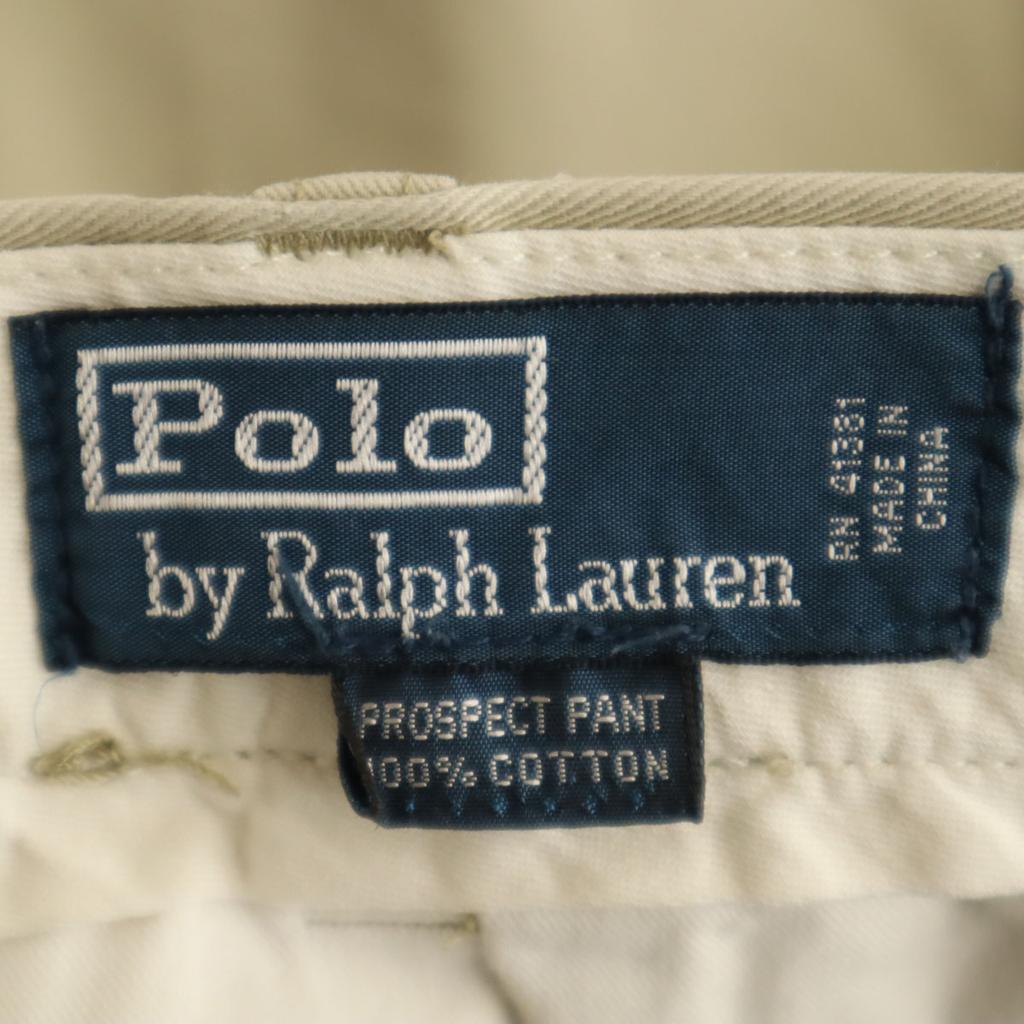 Polo
by Ralph Lauren
RN 41381
MADE IN
CHINA
PROSPECT PANT
100% COTTON